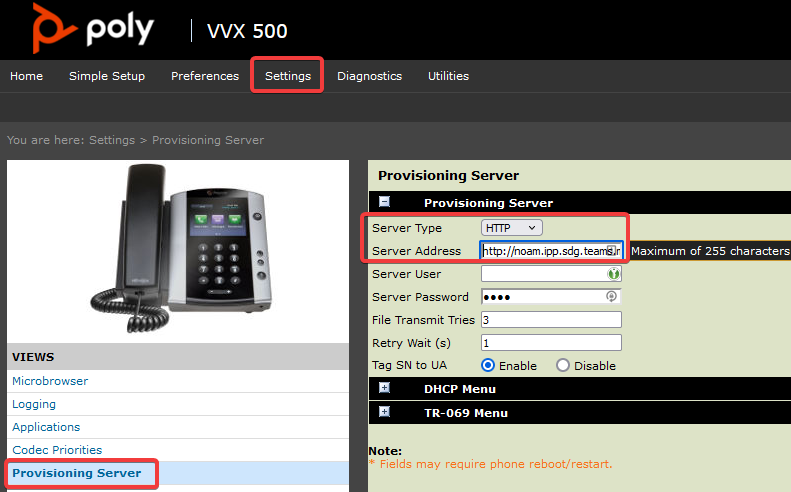 poly VVX 500
Home Simple Setup Preferences Settings Diagnostics Utilities
You are here: Settings > Provisioning Server
VIEWS
Microbrowser
Logging
Applications
Codec Priorities
Provisioning Server
Provisioning Server
Provisioning Server
Server Type HTTP
Server Address http://noam.ipp.sdg.teams.r Maximum of 255 characters
Server User
Server Password ••••
File Transmit Tries 3
Retry Wait (s) 1
Tag SN to UA Enable Disable
DHCP Menu
TR-069 Menu
Note:
* Fields may require phone reboot/restart.